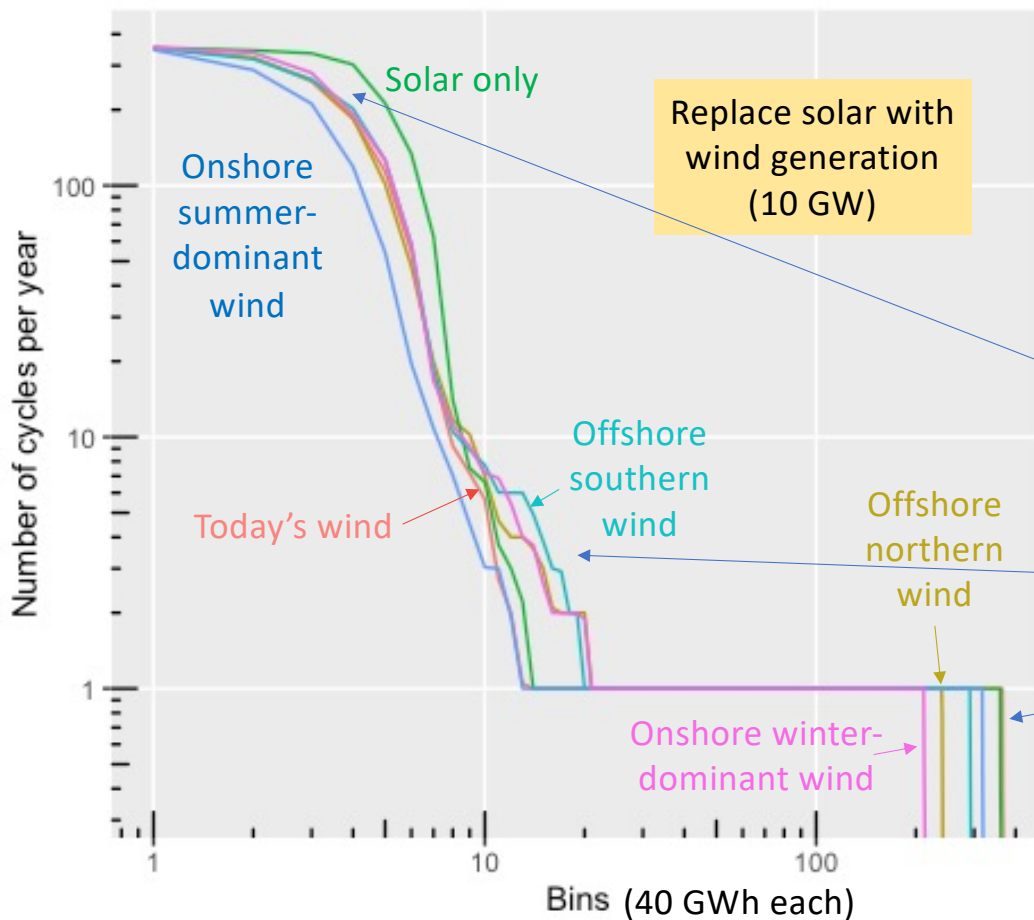 Solar only
Replace solar with
wind generation
(10 GW)
Onshore
summer-
dominant
wind
100
Number of cycles per year
10
Offshore
southern
wind
Today’s wind
Offshore
northern
wind
1
Onshore winter-
dominant wind
1
10
100
Bins (40 GWh each)